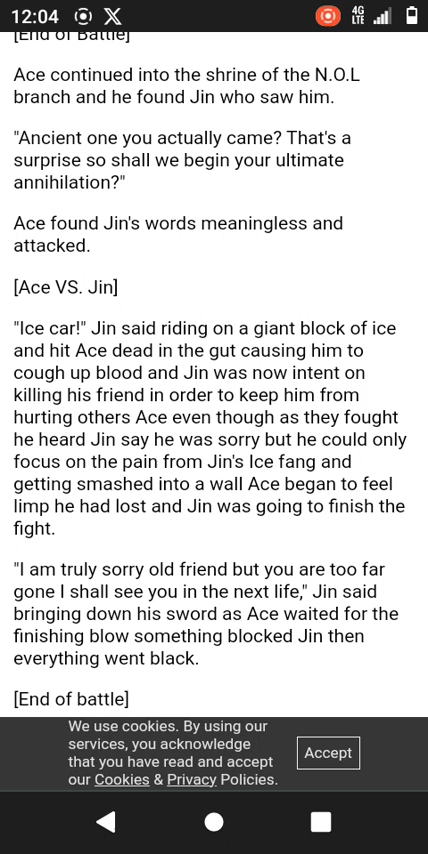 12:04
4G
LTE
[End of Battle]
Ace continued into the shrine of the N.O.L
branch and he found Jin who saw him.
"Ancient one you actually came? That's a
surprise so shall we begin your ultimate
annihilation?"
Ace found Jin's words meaningless and
attacked.
[Ace VS. Jin]
"Ice car!" Jin said riding on a giant block of ice
and hit Ace dead in the gut causing him to
cough up blood and Jin was now intent on
killing his friend in order to keep him from
hurting others Ace even though as they fought
he heard Jin say he was sorry but he could only
focus on the pain from Jin's Ice fang and
getting smashed into a wall Ace began to feel
limp he had lost and Jin was going to finish the
fight.
"I am truly sorry old friend but you are too far
gone I shall see you in the next life," Jin said
bringing down his sword as Ace waited for the
finishing blow something blocked Jin then
everything went black.
[End of battle]
We use cookies. By using our
services, you acknowledge
that you have read and accept
our Cookies & Privacy Policies.
Accept